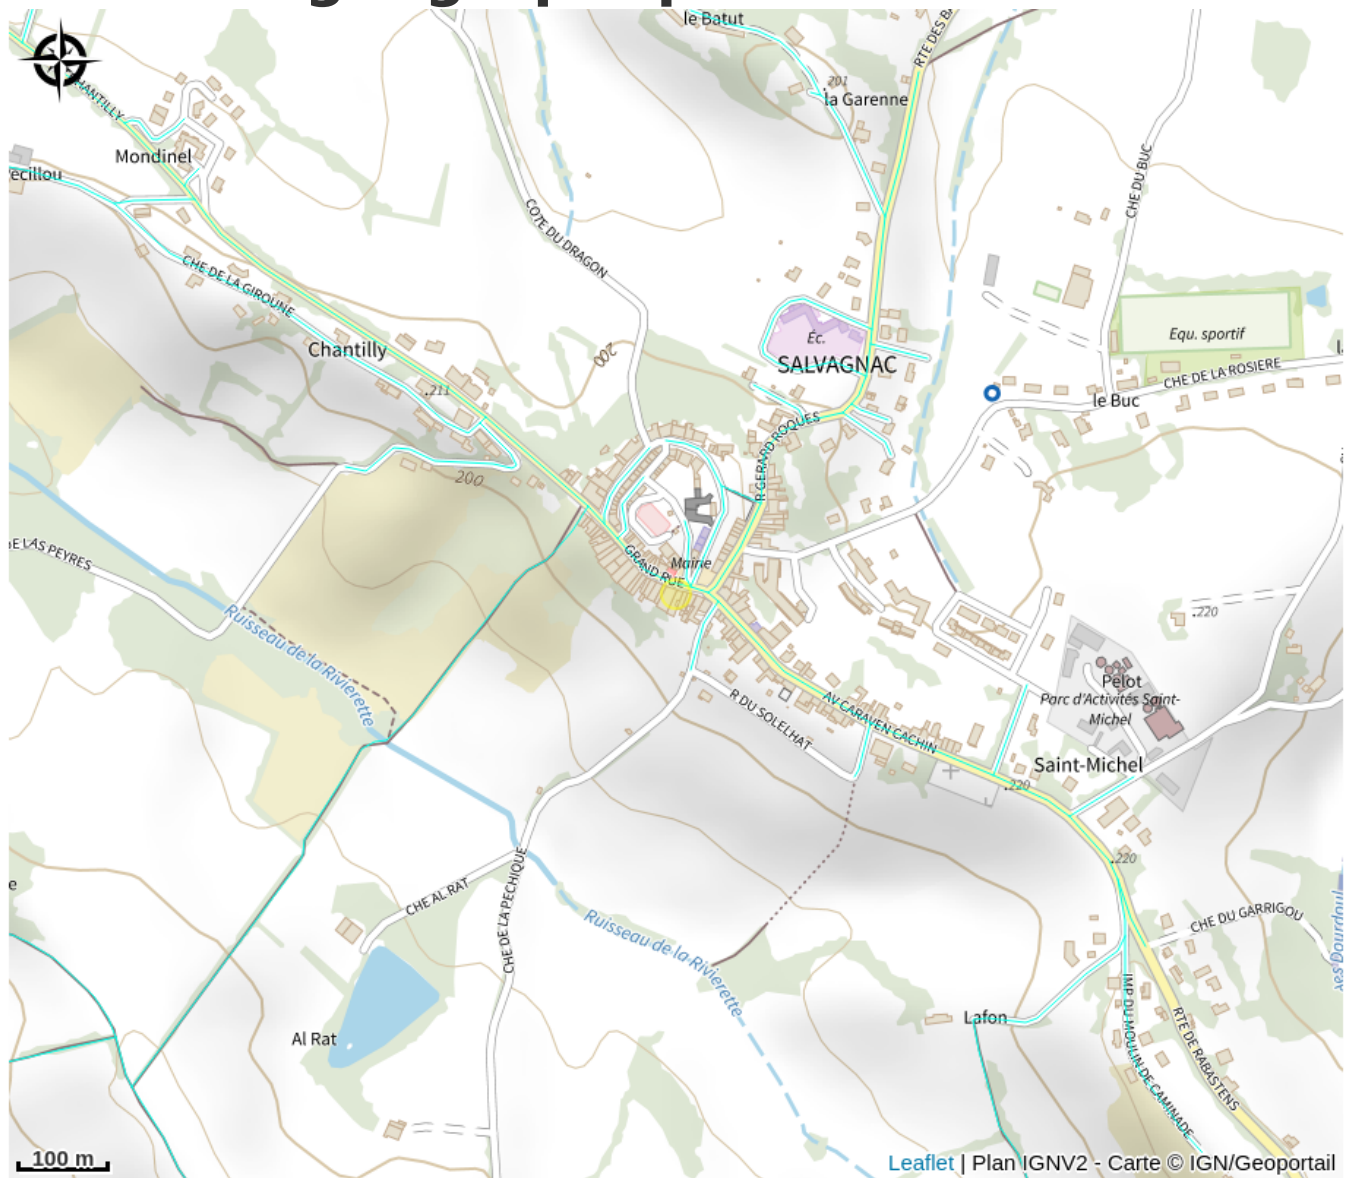 le Batut
RTE DES BA
201
la Garenne
HANTILLY
Mondinel
ecillou
CHE DU BUC
COTE DU DRAGON
CHE DE LA GIROUNE
Éc.
SALVAGNAC
Equ. sportif
Chantilly
200
CHE DE LA ROSIERE
.211
le Buc
R GERARD ROQUES
200
DE LAS PEYRES
GRAND RUE
Mairie
Ruisseau de la Rivierette
.220
Pelot
Parc d'Activités Saint-
Michel
R DU SOLELHAT
AV CARAVEN CACHIN
Saint-Michel
.220
.220
CHE AL RAT
CHE DE LA PECHIQUE
e
CHE DU GARRIGOU
Ruisseau de la Rivierette
Lafon
Al Rat
IMP DU MOULIN DE CAMINADE
RTE DE RABASTENS
100 m
Leaflet | Plan IGNV2 - Carte © IGN/Geoportail